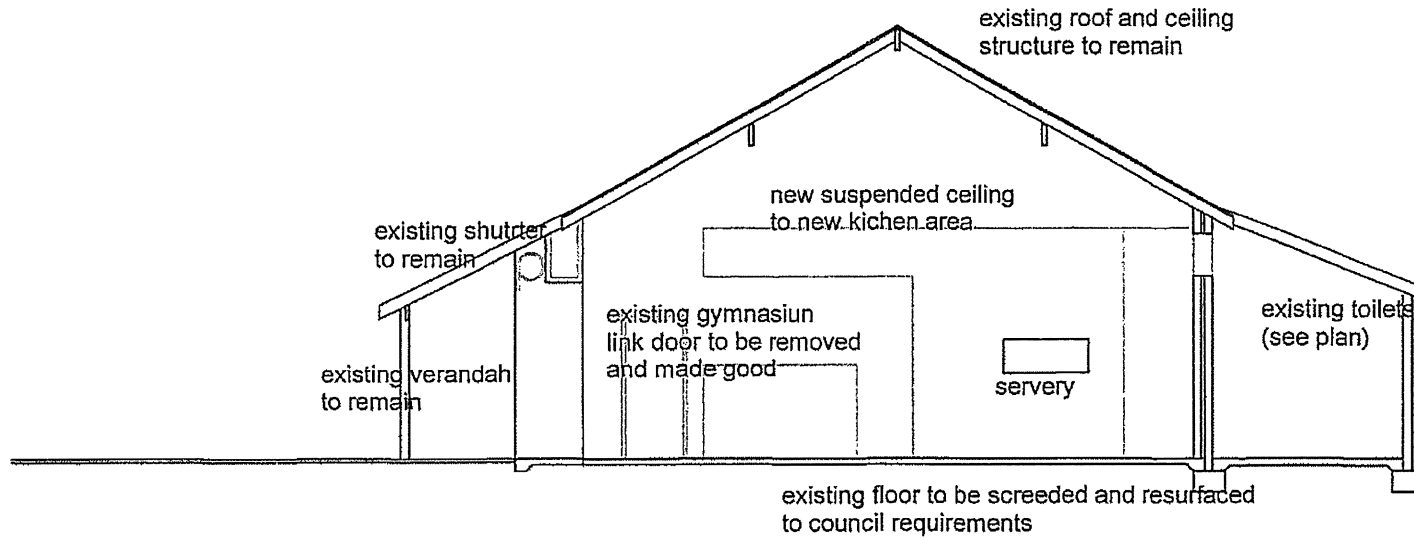 existing roof and ceiling
structure to remain
new suspended ceiling
to new kichen area
existing shutrter
to remain
existing gymnasiun
link door to be removed
and made good
existing toilets
(see plan)
existing verandah
to remain
servery
existing floor to be screeded and resurfaced
to council requirements